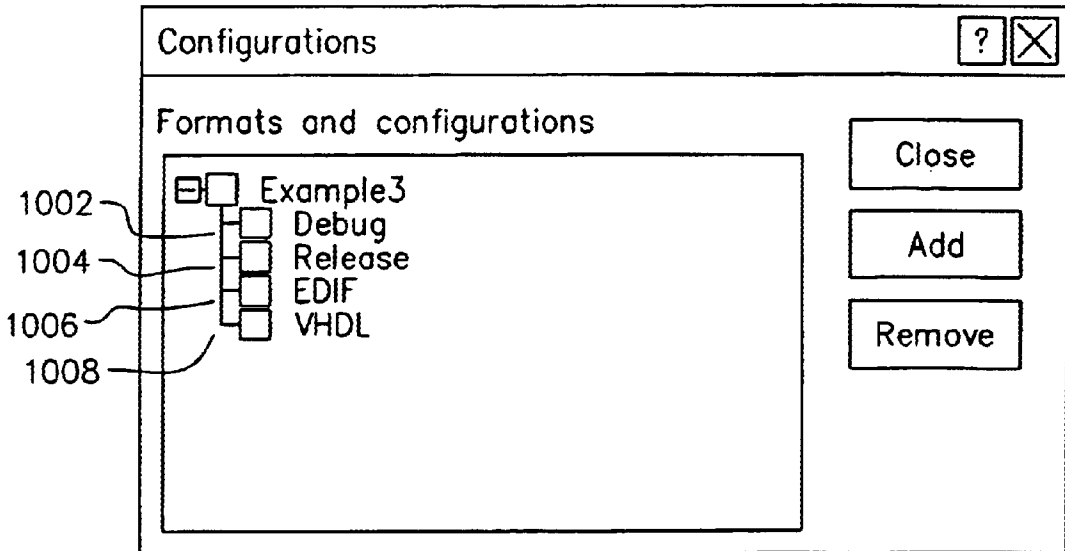 Configurations ?
Formats and configurations
Close
Add
Remove
Example3
1002 Debug
1004 Release
1006 EDIF
1008 VHDL